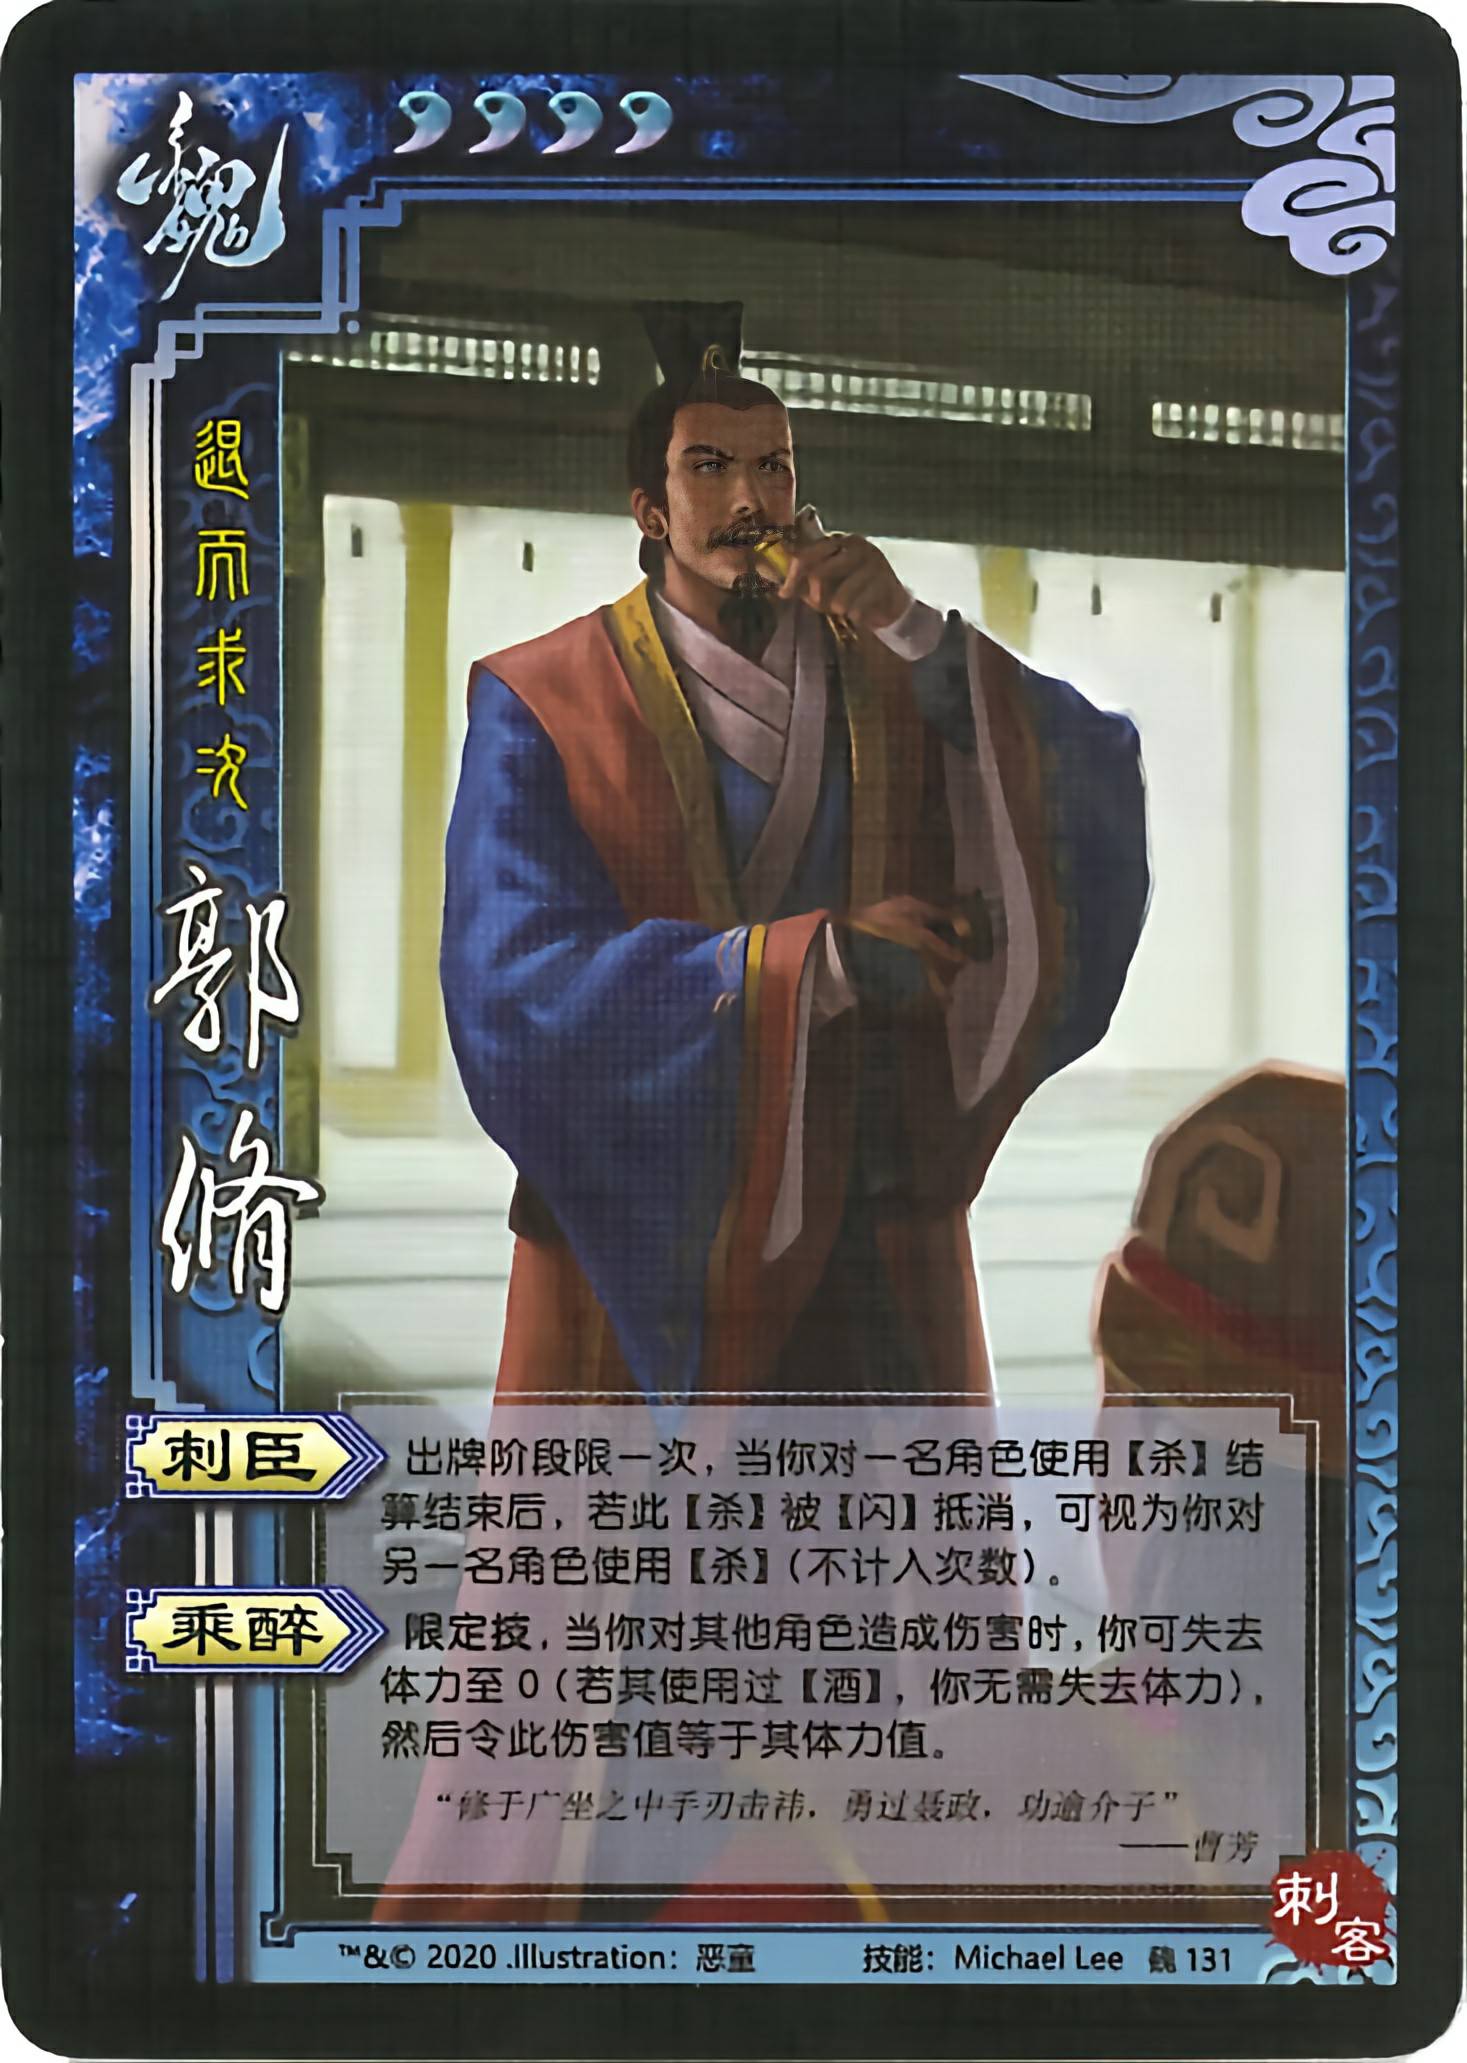 魏
退而求次
郭脩
刺臣
出牌阶段限一次，当你对一名角色使用【杀】结
算结束后，若此【杀】被【闪】抵消，可视为你对
另一名角色使用【杀】（不计入次数）。
乘醉
限定技，当你对其他角色造成伤害时，你可失去
体力至 0（若其使用过【酒】，你无需失去体力），
然后令此伤害值等于其体力值。
“修于广坐之中手刃击祎，勇过聂政，功逾介子”
——曹芳
刺客
™&© 2020 .Illustration：恶童 技能：Michael Lee 魏 131